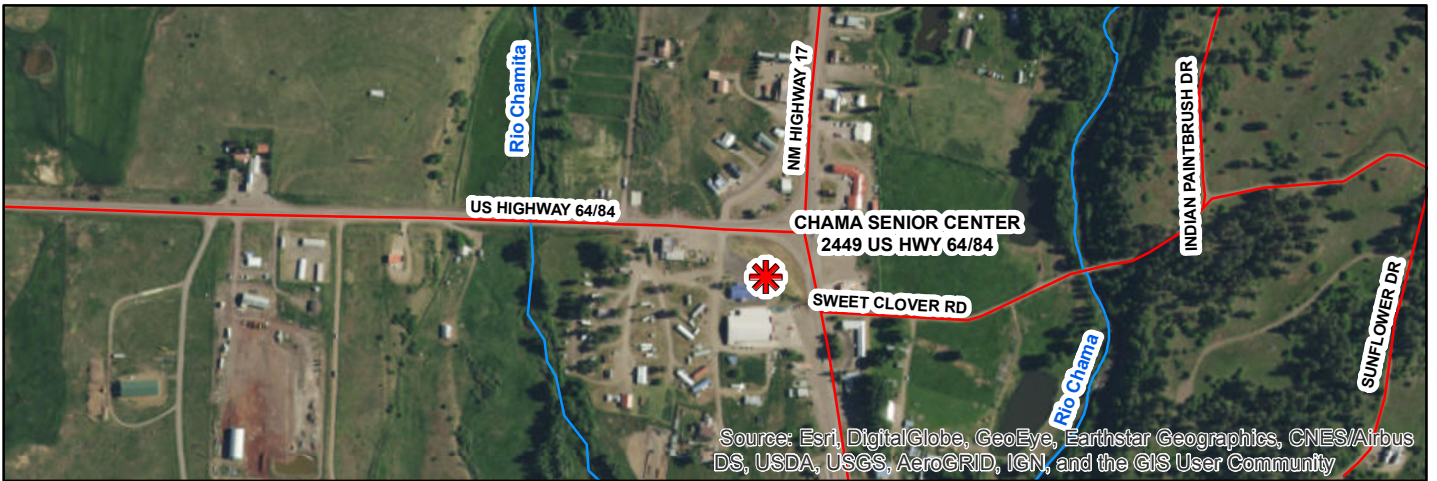 Rio Chamita
NM HIGHWAY 17
INDIAN PAINTBRUSH DR
US HIGHWAY 64/84
CHAMA SENIOR CENTER
2449 US HWY 64/84
SWEET CLOVER RD
SUNFLOWER DR
Rio Chama
Source: Esri, DigitalGlobe, GeoEye, Earthstar Geographics, CNES/Airbus
DS, USDA, USGS, AeroGRID, IGN, and the GIS User Community